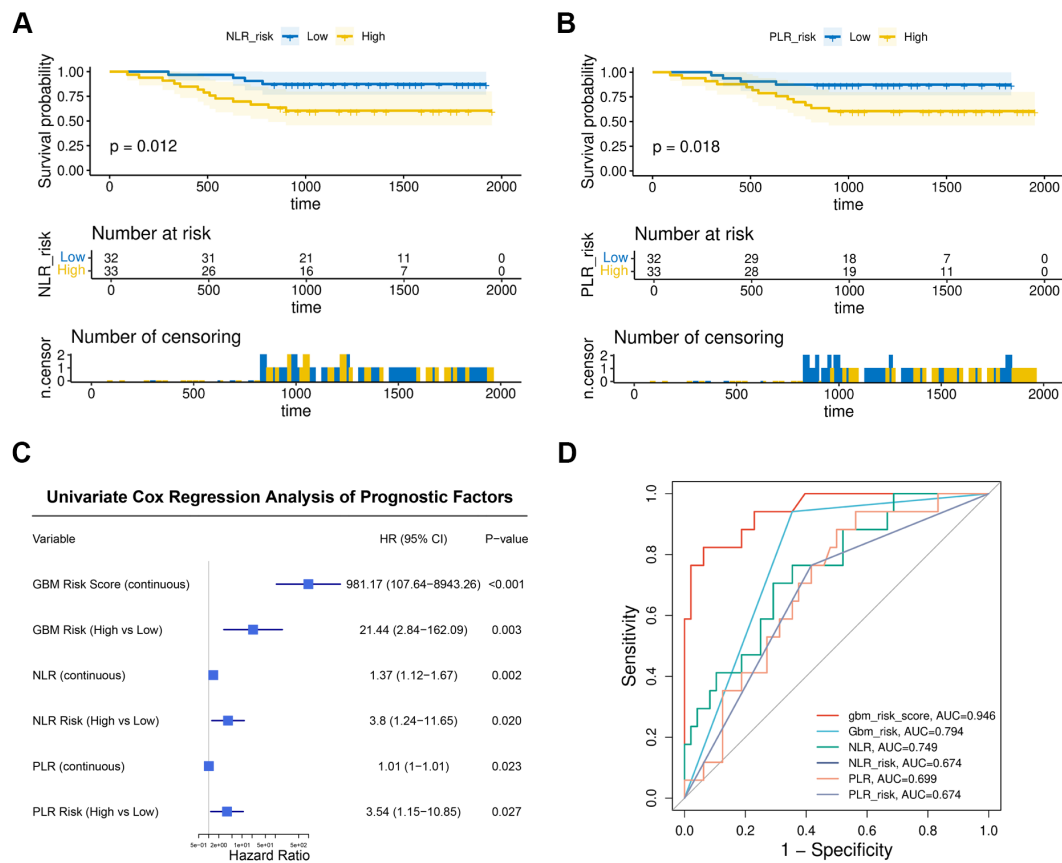 A
NLR_risk Low High
Survival probability
1.00
0.75
0.50
0.25
0.00
p = 0.012
0 500 1000 1500 2000
time
Number at risk
NLR_risk
Low 32 31 21 11 0
High 33 26 16 7 0
0 500 1000 1500 2000
time
Number of censoring
n.censor
2
1
0
0 500 1000 1500 2000
time
B
PLR_risk Low High
Survival probability
1.00
0.75
0.50
0.25
0.00
p = 0.018
0 500 1000 1500 2000
time
Number at risk
PLR_risk
Low 32 29 18 7 0
High 33 28 19 11 0
0 500 1000 1500 2000
time
Number of censoring
n.censor
2
1
0
0 500 1000 1500 2000
time
C
Univariate Cox Regression Analysis of Prognostic Factors
Variable HR (95% CI) P-value
GBM Risk Score (continuous) 981.17 (107.64−8943.26) <0.001
GBM Risk (High vs Low) 21.44 (2.84−162.09) 0.003
NLR (continuous) 1.37 (1.12−1.67) 0.002
NLR Risk (High vs Low) 3.8 (1.24−11.65) 0.020
PLR (continuous) 1.01 (1−1.01) 0.023
PLR Risk (High vs Low) 3.54 (1.15−10.85) 0.027
5e−01 2e+00 1e+01 5e+01 5e+02
Hazard Ratio
D
Sensitivity
1.0
0.8
0.6
0.4
0.2
0.0
gbm_risk_score, AUC=0.946
Gbm_risk, AUC=0.794
NLR, AUC=0.749
NLR_risk, AUC=0.674
PLR, AUC=0.699
PLR_risk, AUC=0.674
0.0 0.2 0.4 0.6 0.8 1.0
1 − Specificity